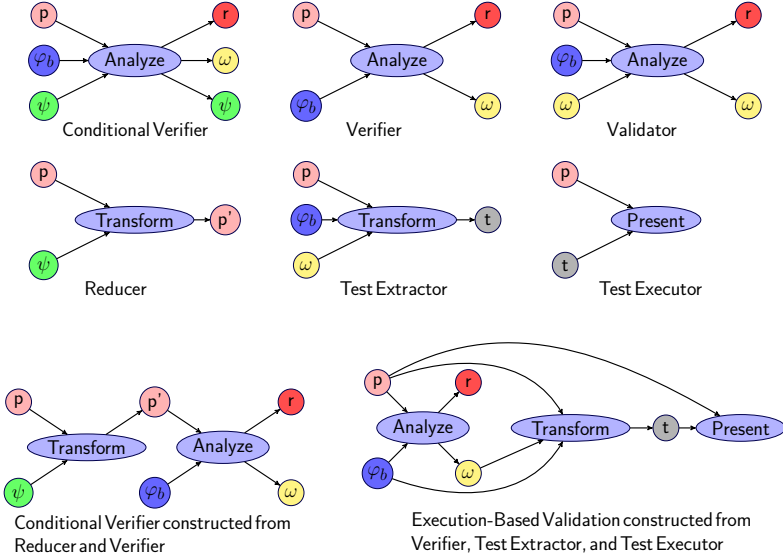 p
r
φb
Analyze
ω
ψ
ψ
Conditional Verifier
p
r
Analyze
φb
ω
Verifier
p
r
φb
Analyze
ω
ω
Validator
p
Transform
p'
ψ
Reducer
p
φb
Transform
t
ω
Test Extractor
p
Present
t
Test Executor
p
p'
r
Transform
Analyze
ψ
φb
ω
Conditional Verifier constructed from
Reducer and Verifier
p
r
Analyze
Transform
t
Present
φb
ω
Execution-Based Validation constructed from
Verifier, Test Extractor, and Test Executor